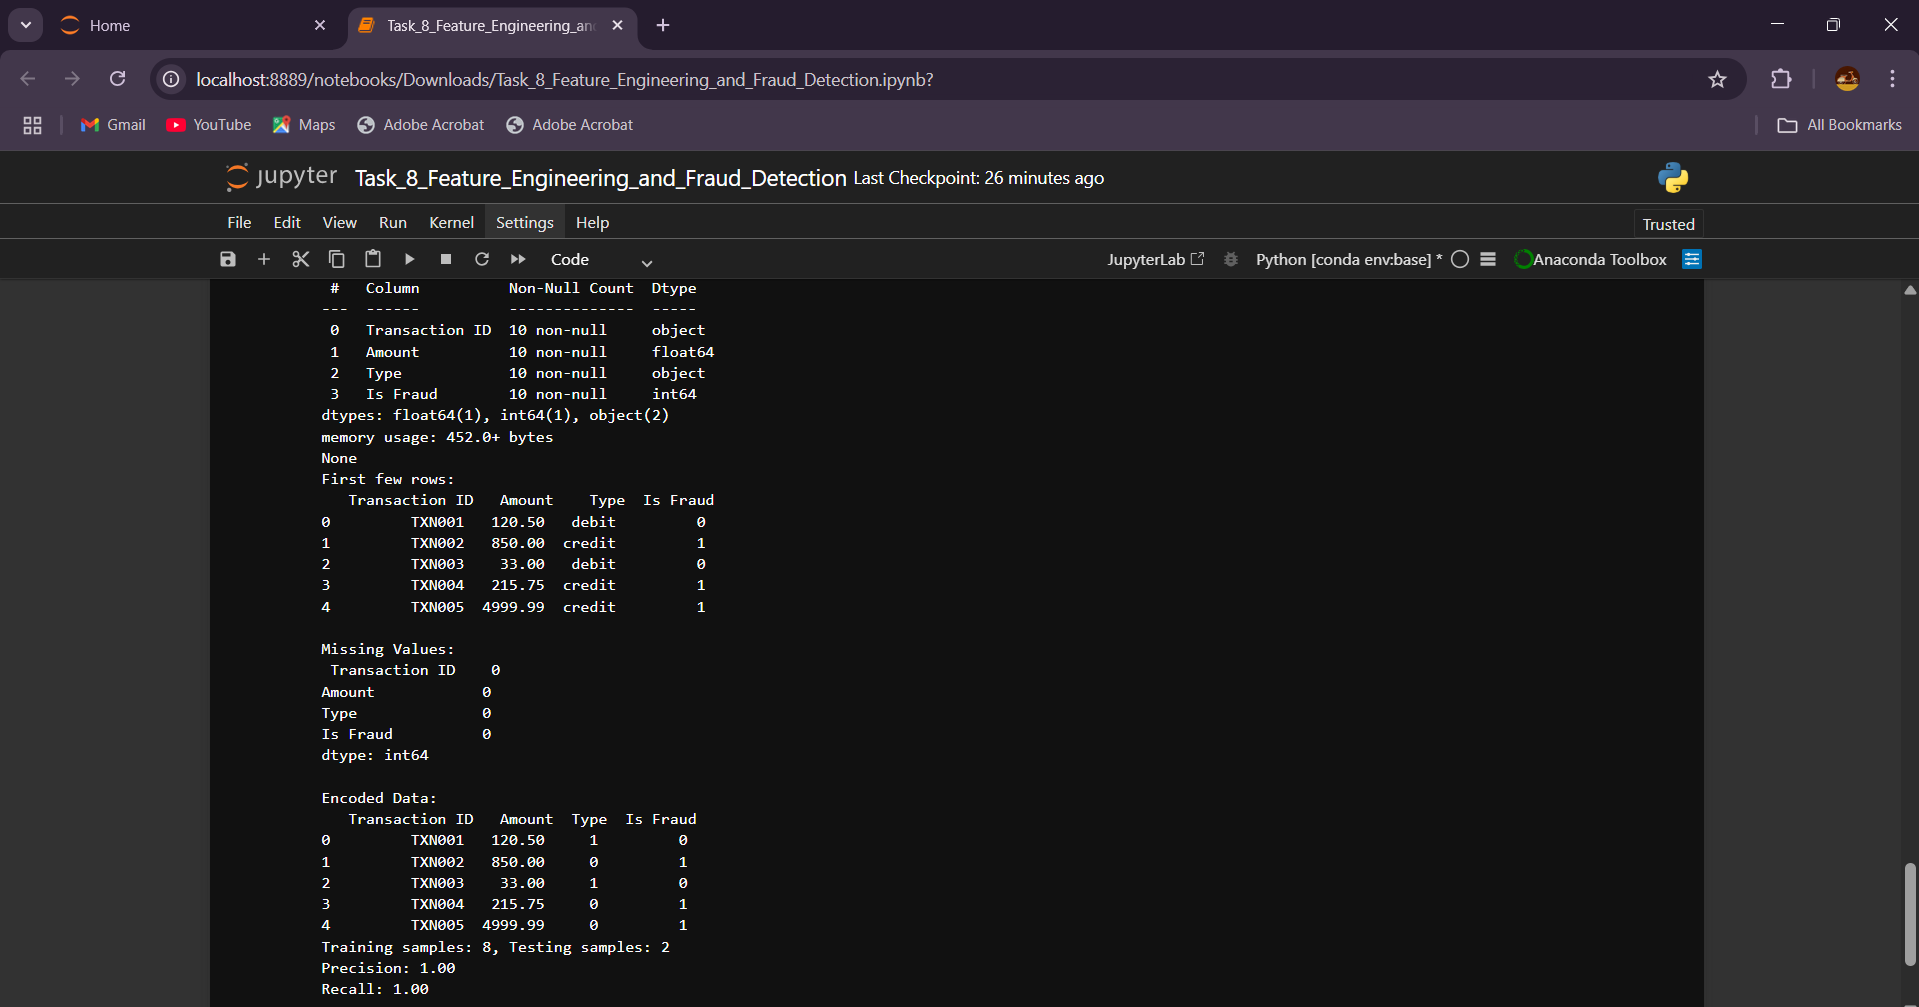 Home
Task_8_Feature_Engineering_an
localhost:8889/notebooks/Downloads/Task_8_Feature_Engineering_and_Fraud_Detection.ipynb?
Gmail YouTube Maps Adobe Acrobat Adobe Acrobat All Bookmarks
jupyter Task_8_Feature_Engineering_and_Fraud_Detection Last Checkpoint: 26 minutes ago
File Edit View Run Kernel Settings Help Trusted
Code JupyterLab Python [conda env:base] * Anaconda Toolbox
# Column Non-Null Count Dtype
--- ------ -------------- -----
0 Transaction ID 10 non-null object
1 Amount 10 non-null float64
2 Type 10 non-null object
3 Is Fraud 10 non-null int64
dtypes: float64(1), int64(1), object(2)
memory usage: 452.0+ bytes
None
First few rows:
Transaction ID Amount Type Is Fraud
0 TXN001 120.50 debit 0
1 TXN002 850.00 credit 1
2 TXN003 33.00 debit 0
3 TXN004 215.75 credit 1
4 TXN005 4999.99 credit 1
Missing Values:
Transaction ID 0
Amount 0
Type 0
Is Fraud 0
dtype: int64
Encoded Data:
Transaction ID Amount Type Is Fraud
0 TXN001 120.50 1 0
1 TXN002 850.00 0 1
2 TXN003 33.00 1 0
3 TXN004 215.75 0 1
4 TXN005 4999.99 0 1
Training samples: 8, Testing samples: 2
Precision: 1.00
Recall: 1.00